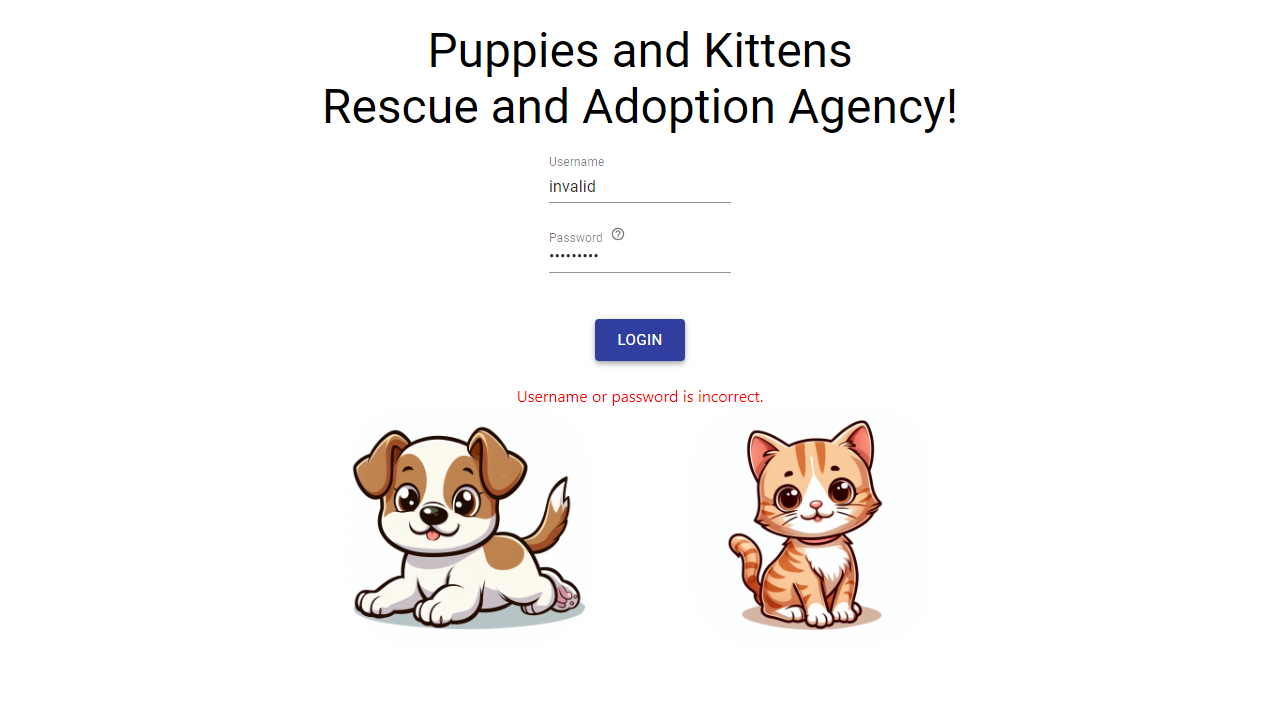 Puppies and Kittens
Rescue and Adoption Agency!
Username
invalid
Password
•••••••••
LOGIN
Username or password is incorrect.